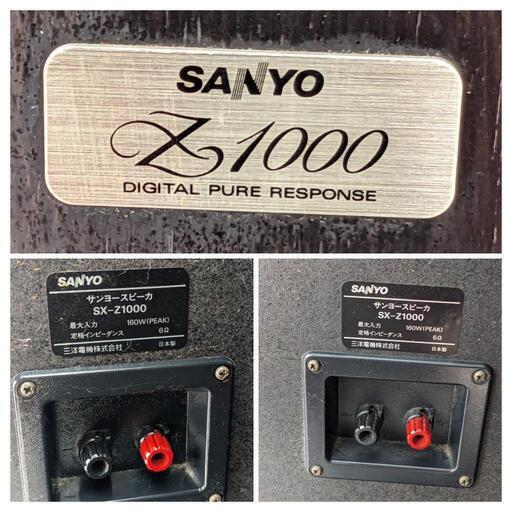 SANYO
Z1000
DIGITAL PURE RESPONSE
SANYO
サンヨースピーカ
SX-Z1000
最大入力 160W(PEAK)
定格インピーダンス 6Ω
三洋電機株式会社 日本製
SANYO
サンヨースピーカ
SX-Z1000
最大入力 160W(PEAK)
定格インピーダンス 6Ω
三洋電機株式会社 日本製